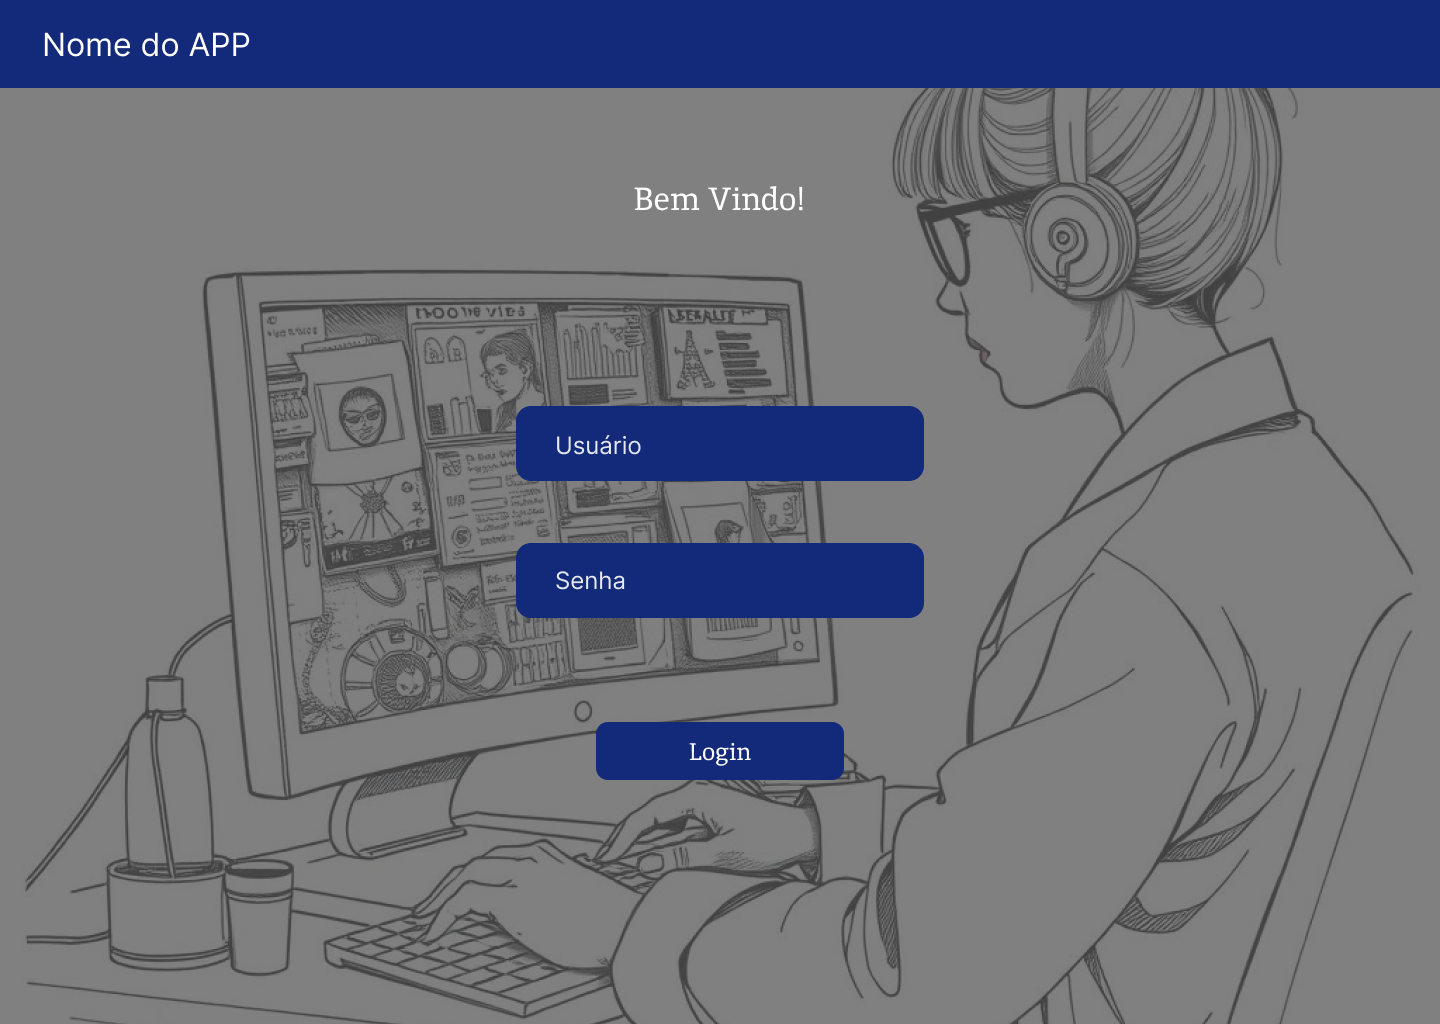 Nome do APP
Bem Vindo!
Usuário
Senha
Login